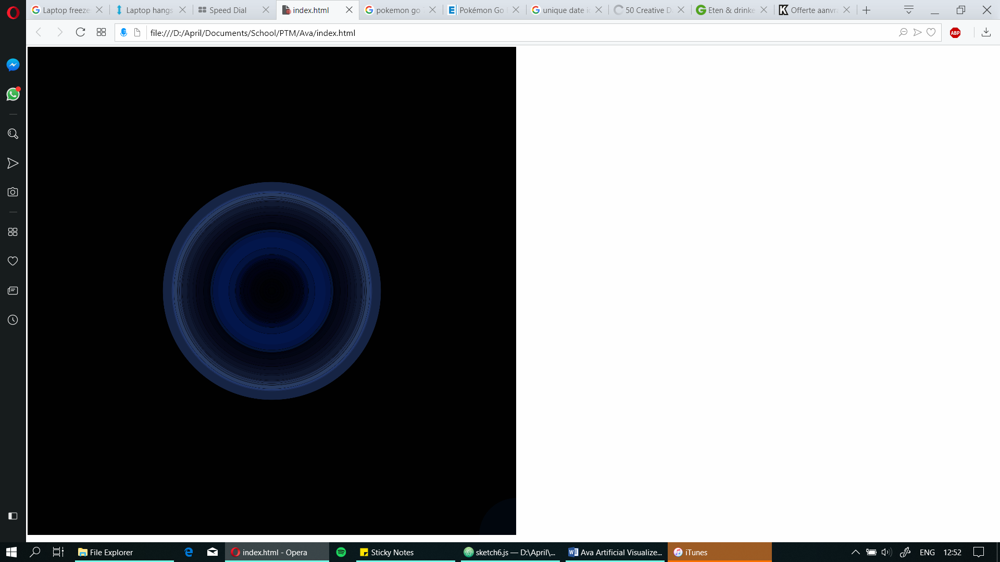 Laptop freeze
Laptop hangs
Speed Dial
index.html
pokemon go
Pokémon Go
unique date
50 Creative D
Eten & drinke
Offerte aanvra
file:///D:/April/Documents/School/PTM/Ava/index.html
ABP
File Explorer
index.html - Opera
Sticky Notes
sketch6.js — D:\April\...
Ava Artificial Visualize...
iTunes
ENG
12:52